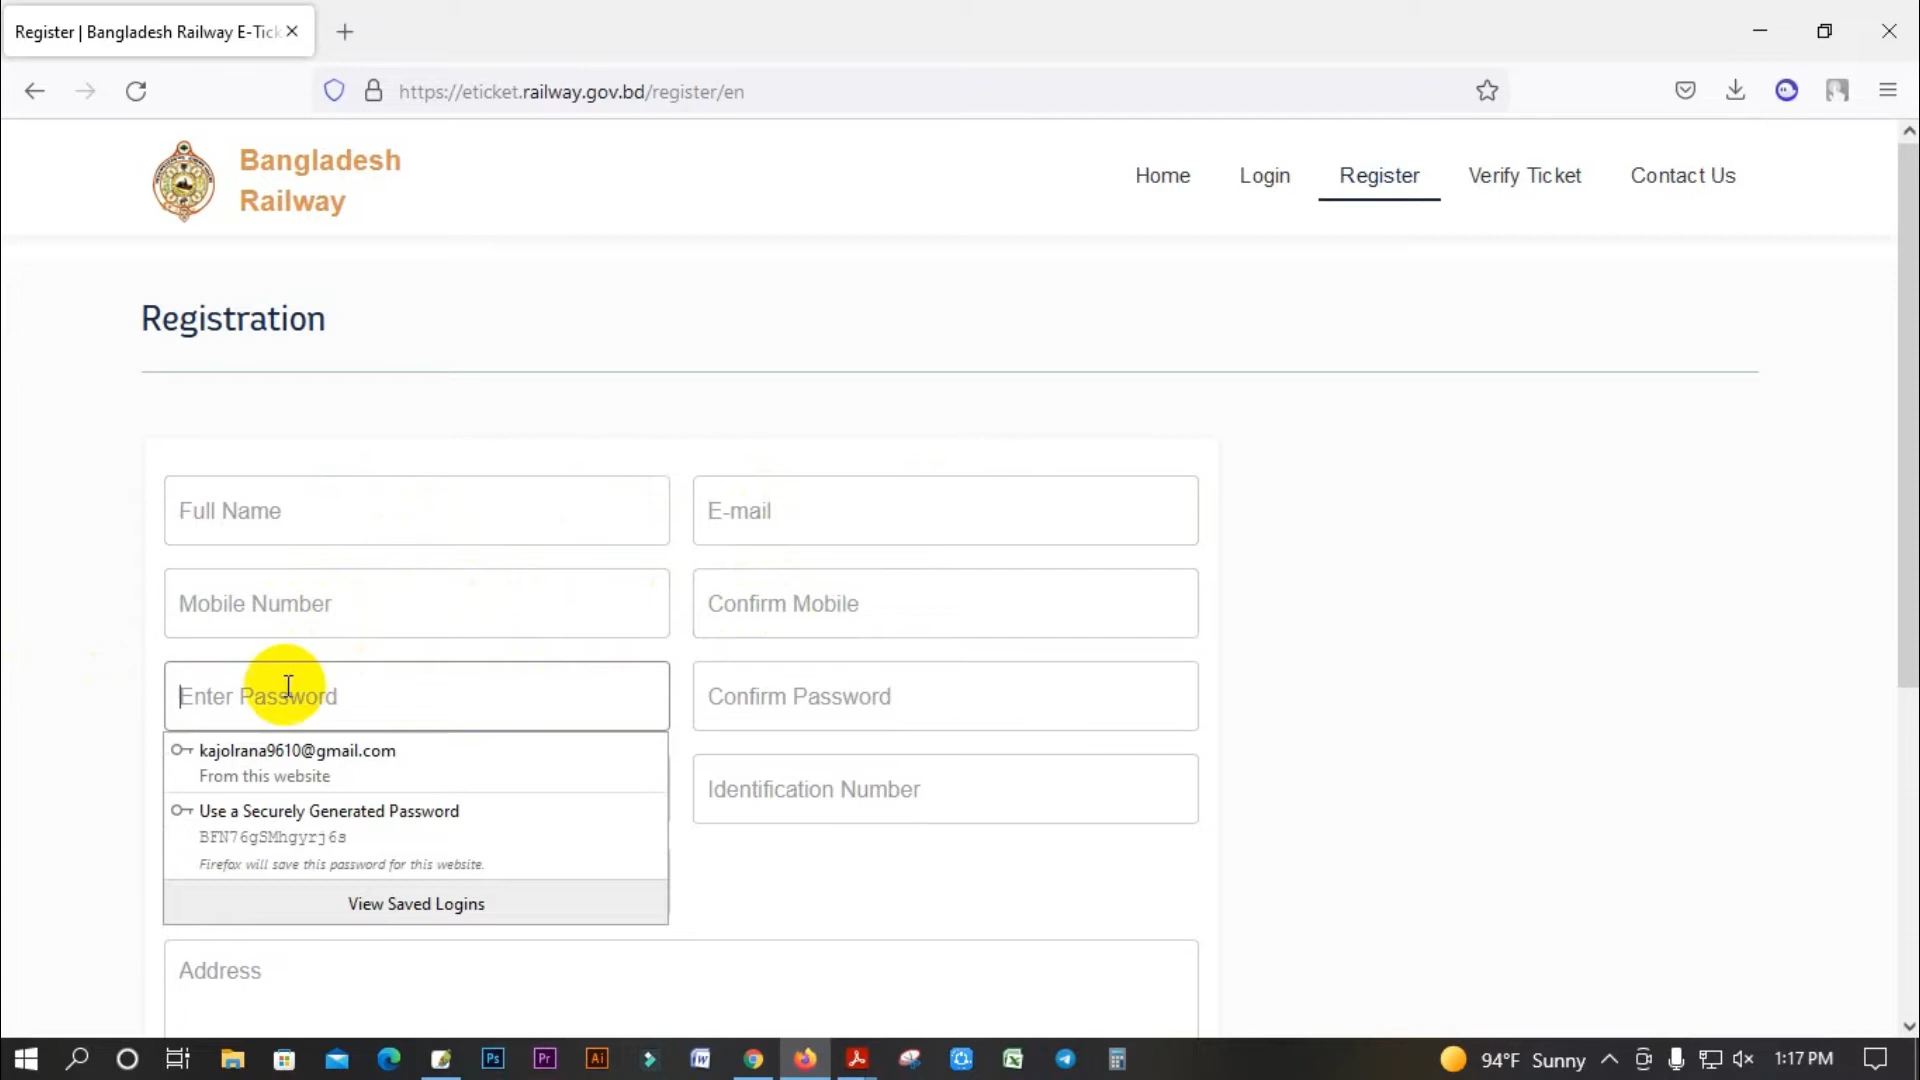 Register | Bangladesh Railway E-Tick
https://eticket.railway.gov.bd/register/en
Bangladesh
Railway
Home
Login
Register
Verify Ticket
Contact Us
Registration
Full Name
E-mail
Mobile Number
Confirm Mobile
Enter Password
Confirm Password
kajolrana9610@gmail.com
From this website
Identification Number
Use a Securely Generated Password
BFN76gSMhgyrj6s
Firefox will save this password for this website.
View Saved Logins
Address
Ps
Pr
Ai
94°F Sunny
1:17 PM